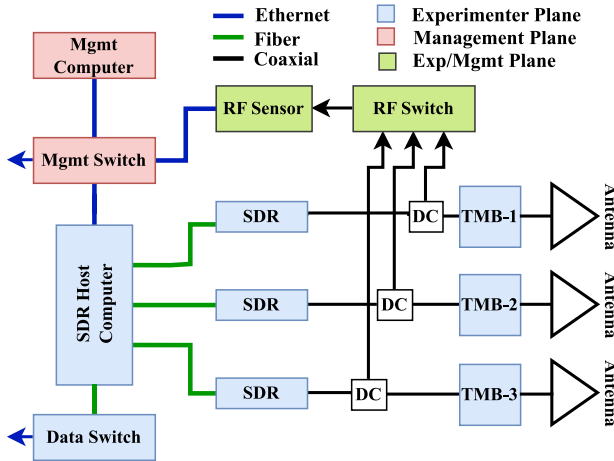 Ethernet
Fiber
Coaxial
Experimenter Plane
Management Plane
Exp/Mgmt Plane
Mgmt
Computer
RF Sensor
RF Switch
Mgmt Switch
SDR
DC
TMB-1
Antenna
SDR Host
Computer
SDR
DC
TMB-2
Antenna
SDR
DC
TMB-3
Antenna
Data Switch